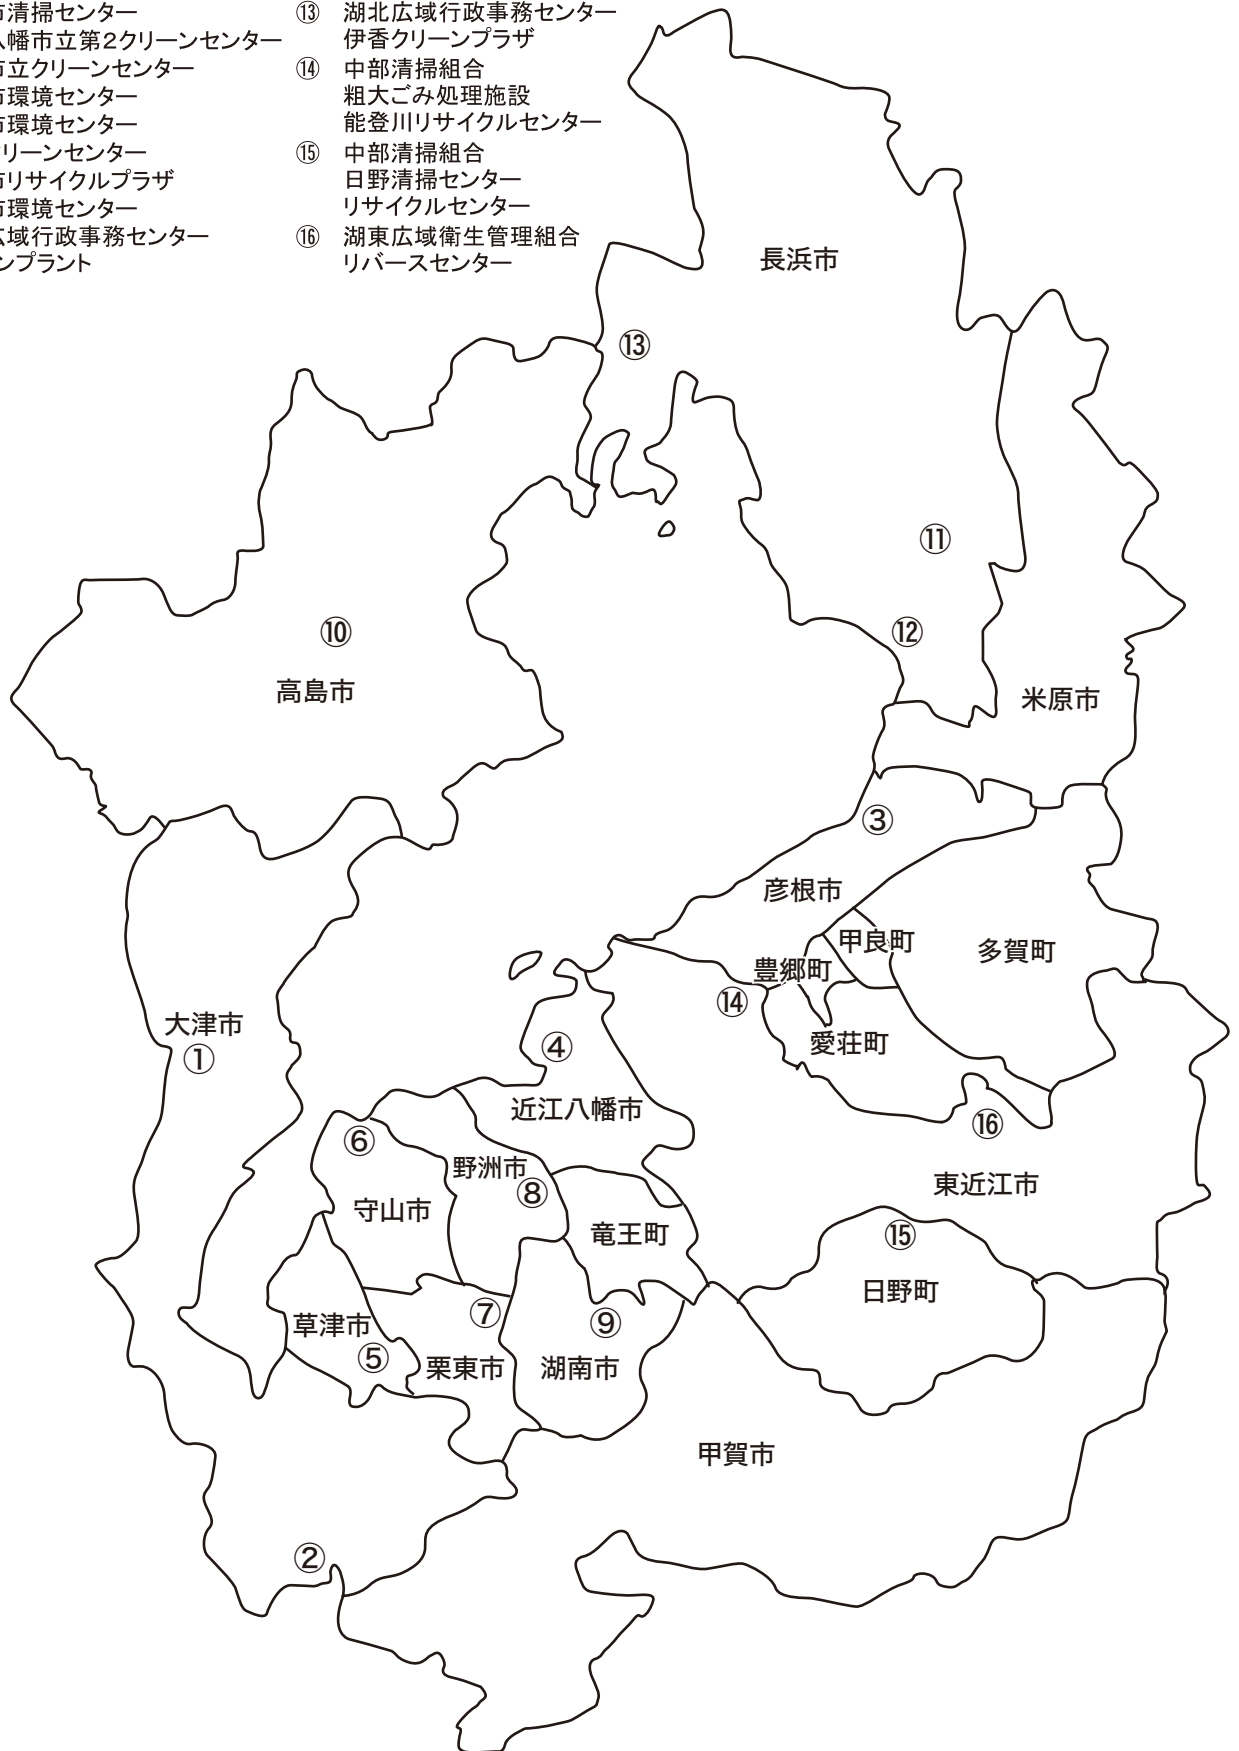 市清掃センター
八幡市立第2クリーンセンター
市立クリーンセンター
市環境センター
市環境センター
クリーンセンター
市リサイクルプラザ
市環境センター
広域行政事務センター
ンプラント
⑬ 湖北広域行政事務センター
伊香クリーンプラザ
⑭ 中部清掃組合
粗大ごみ処理施設
能登川リサイクルセンター
⑮ 中部清掃組合
日野清掃センター
リサイクルセンター
⑯ 湖東広域衛生管理組合
リバースセンター
長浜市
⑬
⑪
⑩
⑫
高島市
米原市
③
彦根市
甲良町
多賀町
豊郷町
⑭
大津市
①
④
愛荘町
近江八幡市
⑥
⑯
野洲市
⑧
東近江市
守山市
竜王町
⑮
日野町
⑦
⑨
草津市
⑤
栗東市
湖南市
甲賀市
②